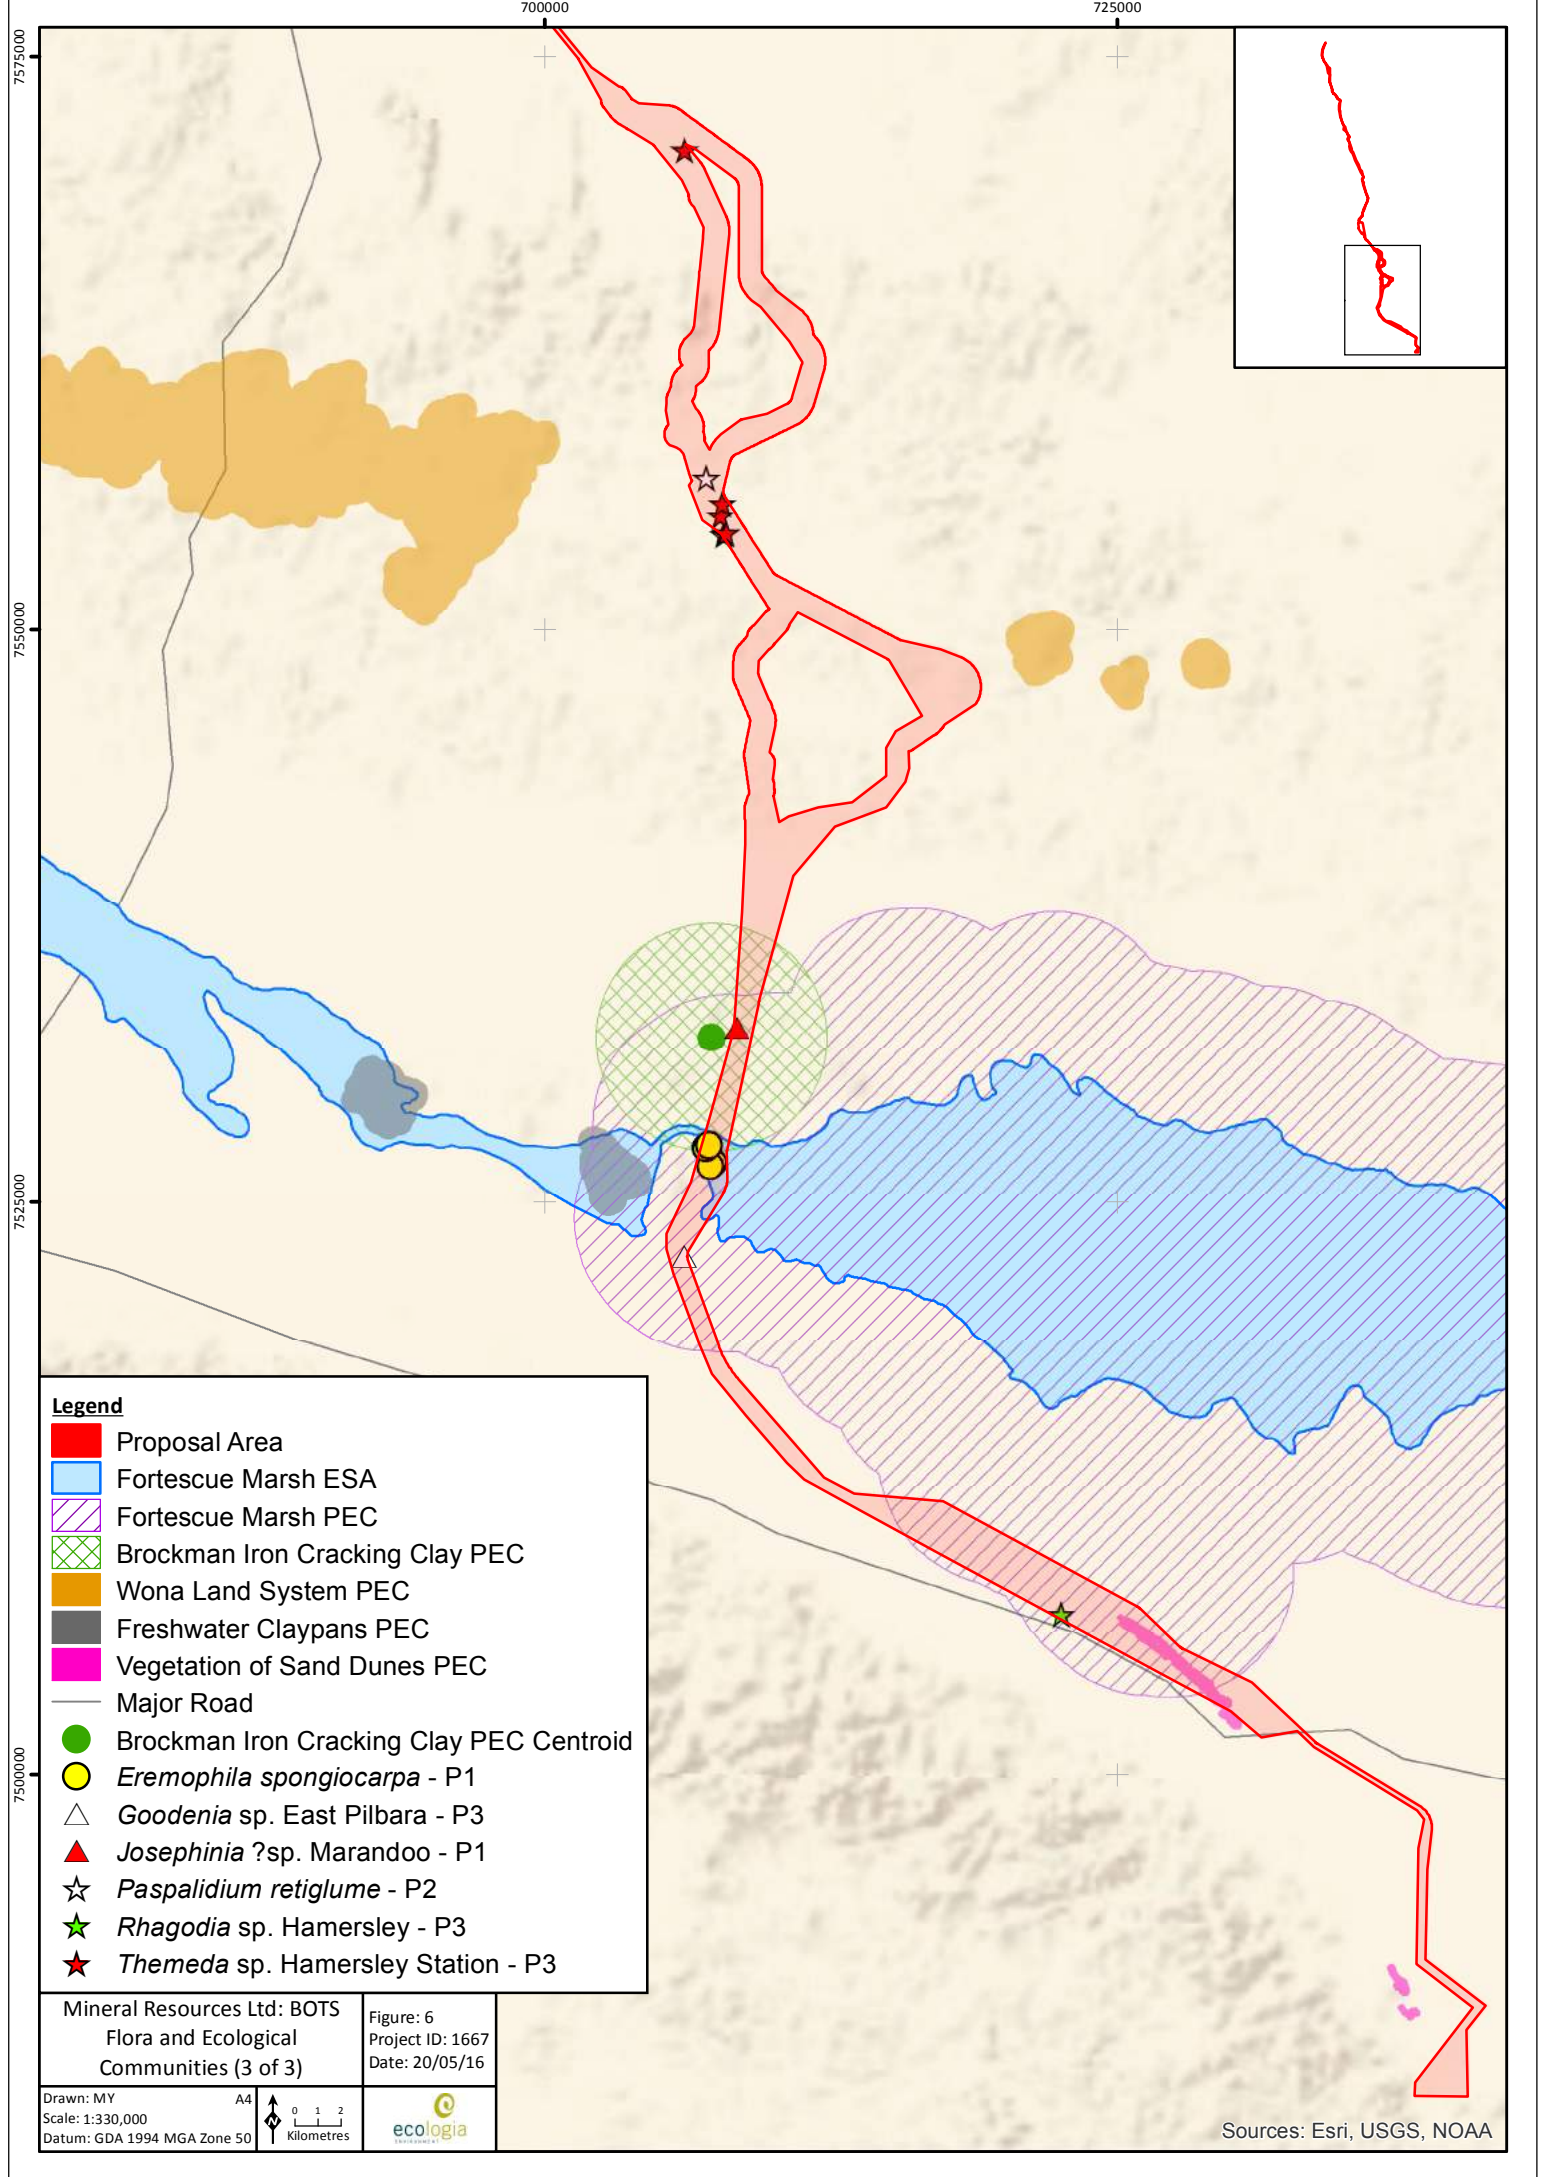 700000
725000
7575000
7550000
7525000
7500000
Legend
Proposal Area
Fortescue Marsh ESA
Fortescue Marsh PEC
Brockman Iron Cracking Clay PEC
Wona Land System PEC
Freshwater Claypans PEC
Vegetation of Sand Dunes PEC
Major Road
Brockman Iron Cracking Clay PEC Centroid
Eremophila spongiocarpa - P1
Goodenia sp. East Pilbara - P3
Josephinia ?sp. Marandoo - P1
Paspalidium retiglume - P2
Rhagodia sp. Hamersley - P3
Themeda sp. Hamersley Station - P3
Mineral Resources Ltd: BOTS
Flora and Ecological
Communities (3 of 3)
Figure: 6
Project ID: 1667
Date: 20/05/16
Drawn: MY A4
Scale: 1:330,000
Datum: GDA 1994 MGA Zone 50
N
0 1 2
Kilometres
ecologia
ENVIRONMENT
Sources: Esri, USGS, NOAA